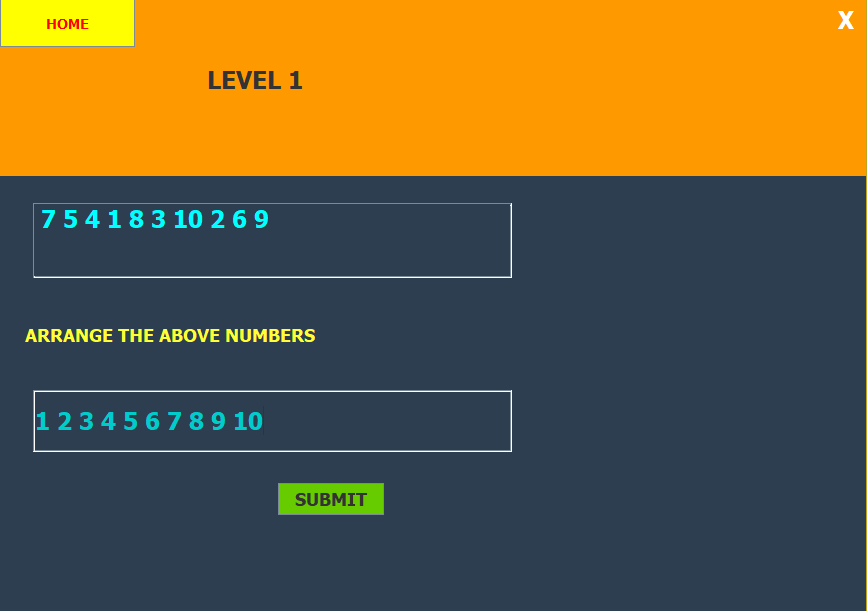 HOME
X
LEVEL 1
7 5 4 1 8 3 10 2 6 9
ARRANGE THE ABOVE NUMBERS
1 2 3 4 5 6 7 8 9 10
SUBMIT